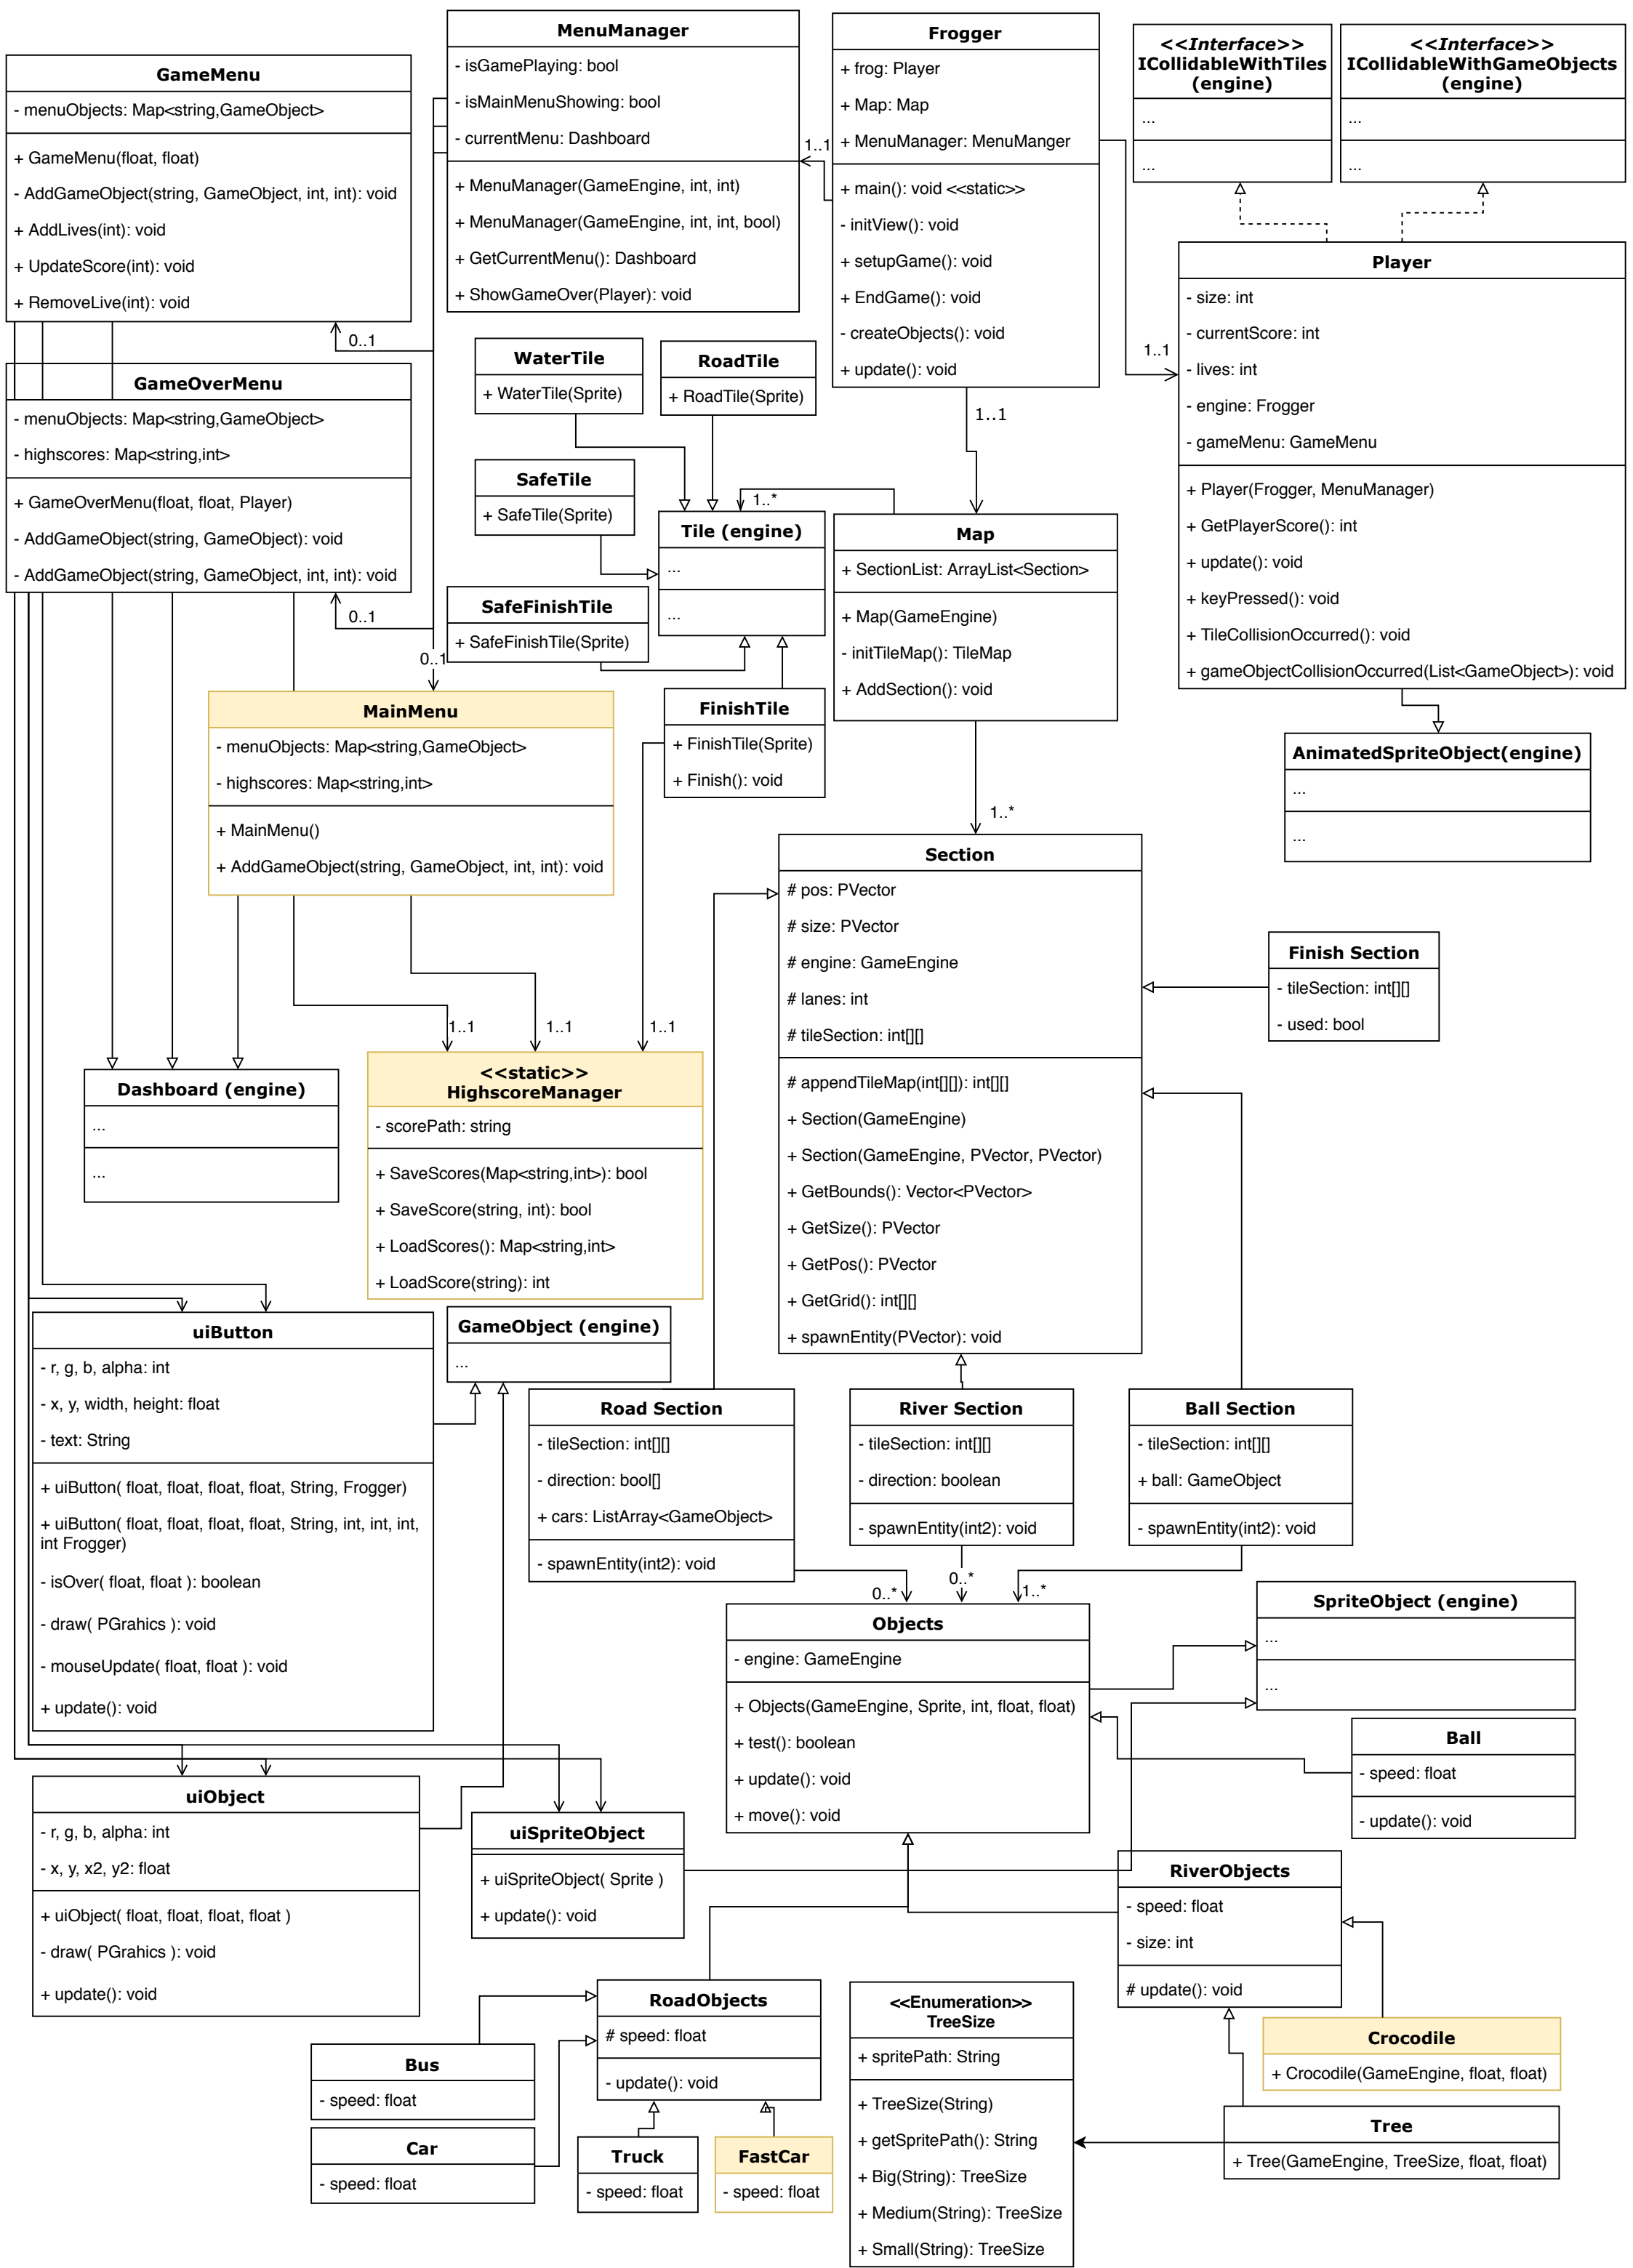 GameMenu
- menuObjects: Map<string,GameObject>
+ GameMenu(float, float)
- AddGameObject(string, GameObject, int, int): void
+ AddLives(int): void
+ UpdateScore(int): void
+ RemoveLive(int): void
MenuManager
- isGamePlaying: bool
- isMainMenuShowing: bool
- currentMenu: Dashboard
+ MenuManager(GameEngine, int, int)
+ MenuManager(GameEngine, int, int, bool)
+ GetCurrentMenu(): Dashboard
+ ShowGameOver(Player): void
Frogger
+ frog: Player
+ Map: Map
+ MenuManager: MenuManger
+ main(): void <<static>>
- initView(): void
+ setupGame(): void
+ EndGame(): void
- createObjects(): void
+ update(): void
1..1
<<Interface>>
ICollidableWithTiles
(engine)
...
...
<<Interface>>
ICollidableWithGameObjects
(engine)
...
...
Player
- size: int
- currentScore: int
- lives: int
- engine: Frogger
- gameMenu: GameMenu
+ Player(Frogger, MenuManager)
+ GetPlayerScore(): int
+ update(): void
+ keyPressed(): void
+ TileCollisionOccurred(): void
+ gameObjectCollisionOccurred(List<GameObject>): void
1..1
0..1
GameOverMenu
- menuObjects: Map<string,GameObject>
- highscores: Map<string,int>
+ GameOverMenu(float, float, Player)
- AddGameObject(string, GameObject): void
- AddGameObject(string, GameObject, int, int): void
0..1
0..1
WaterTile
+ WaterTile(Sprite)
RoadTile
+ RoadTile(Sprite)
SafeTile
+ SafeTile(Sprite)
1..*
Tile (engine)
...
...
SafeFinishTile
+ SafeFinishTile(Sprite)
FinishTile
+ FinishTile(Sprite)
+ Finish(): void
1..1
Map
+ SectionList: ArrayList<Section>
+ Map(GameEngine)
- initTileMap(): TileMap
+ AddSection(): void
1..*
AnimatedSpriteObject(engine)
...
...
MainMenu
- menuObjects: Map<string,GameObject>
- highscores: Map<string,int>
+ MainMenu()
+ AddGameObject(string, GameObject, int, int): void
1..1
1..1
1..1
Dashboard (engine)
...
...
<<static>>
HighscoreManager
- scorePath: string
+ SaveScores(Map<string,int>): bool
+ SaveScore(string, int): bool
+ LoadScores(): Map<string,int>
+ LoadScore(string): int
Section
# pos: PVector
# size: PVector
# engine: GameEngine
# lanes: int
# tileSection: int[][]
# appendTileMap(int[][]): int[][]
+ Section(GameEngine)
+ Section(GameEngine, PVector, PVector)
+ GetBounds(): Vector<PVector>
+ GetSize(): PVector
+ GetPos(): PVector
+ GetGrid(): int[][]
+ spawnEntity(PVector): void
Finish Section
- tileSection: int[][]
- used: bool
uiButton
- r, g, b, alpha: int
- x, y, width, height: float
- text: String
+ uiButton( float, float, float, float, String, Frogger)
+ uiButton( float, float, float, float, String, int, int, int,
int Frogger)
- isOver( float, float ): boolean
- draw( PGrahics ): void
- mouseUpdate( float, float ): void
+ update(): void
GameObject (engine)
...
Road Section
- tileSection: int[][]
- direction: bool[]
+ cars: ListArray<GameObject>
- spawnEntity(int2): void
River Section
- tileSection: int[][]
- direction: boolean
- spawnEntity(int2): void
Ball Section
- tileSection: int[][]
+ ball: GameObject
- spawnEntity(int2): void
0..*
0..*
1..*
Objects
- engine: GameEngine
+ Objects(GameEngine, Sprite, int, float, float)
+ test(): boolean
+ update(): void
+ move(): void
SpriteObject (engine)
...
...
Ball
- speed: float
- update(): void
uiObject
- r, g, b, alpha: int
- x, y, x2, y2: float
+ uiObject( float, float, float, float )
- draw( PGrahics ): void
+ update(): void
uiSpriteObject
+ uiSpriteObject( Sprite )
+ update(): void
RiverObjects
- speed: float
- size: int
# update(): void
RoadObjects
# speed: float
- update(): void
Bus
- speed: float
Car
- speed: float
Truck
- speed: float
FastCar
- speed: float
<<Enumeration>>
TreeSize
+ spritePath: String
+ TreeSize(String)
+ getSpritePath(): String
+ Big(String): TreeSize
+ Medium(String): TreeSize
+ Small(String): TreeSize
Crocodile
+ Crocodile(GameEngine, float, float)
Tree
+ Tree(GameEngine, TreeSize, float, float)